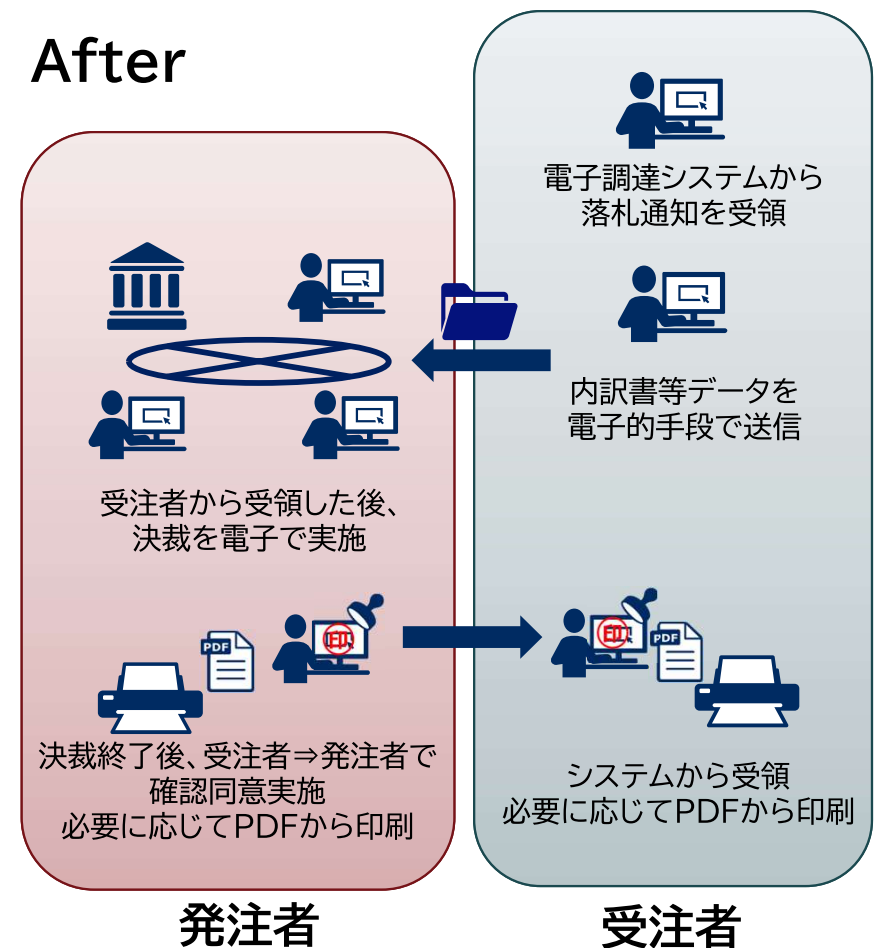 After
電子調達システムから
落札通知を受領
内訳書等データを
電子的手段で送信
受注者から受領した後、
決裁を電子で実施
PDF
印
決裁終了後、受注者⇒発注者で
確認同意実施
必要に応じてPDFから印刷
印
PDF
システムから受領
必要に応じてPDFから印刷
発注者
受注者